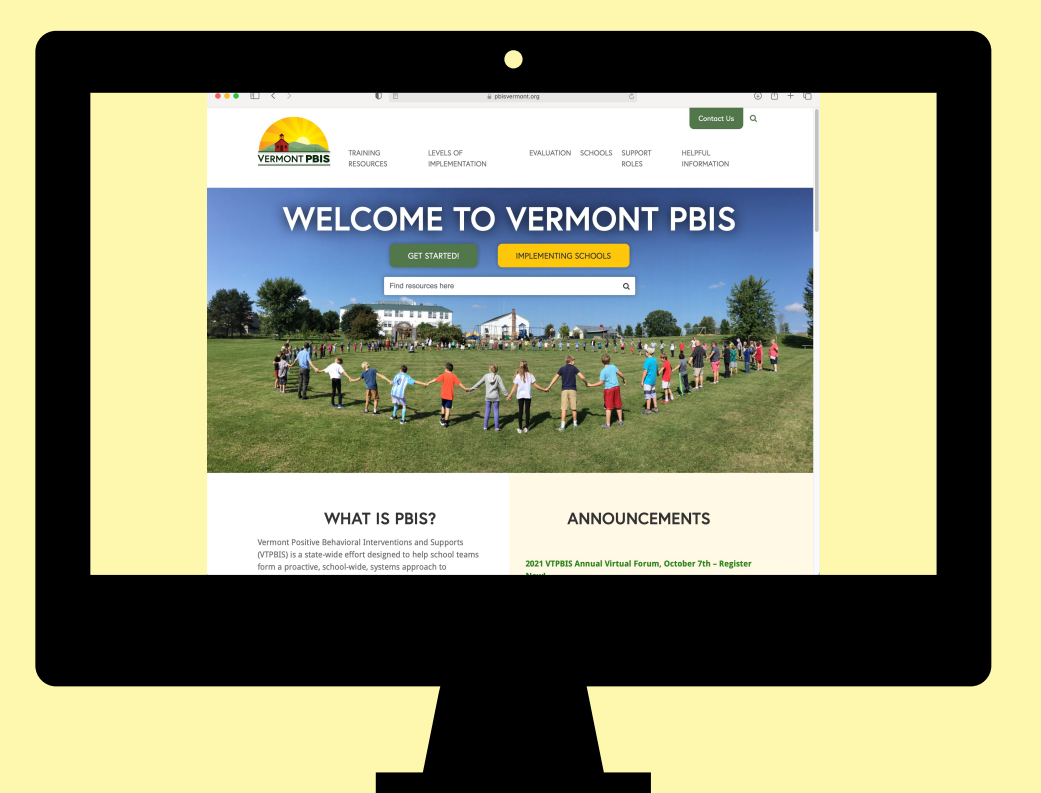 pbisvermont.org
Contact Us
VERMONT PBIS
TRAINING
RESOURCES
LEVELS OF
IMPLEMENTATION
EVALUATION
SCHOOLS
SUPPORT
ROLES
HELPFUL
INFORMATION
WELCOME TO VERMONT PBIS
GET STARTED!
IMPLEMENTING SCHOOLS
Find resources here
WHAT IS PBIS?
Vermont Positive Behavioral Interventions and Supports
(VTPBIS) is a state-wide effort designed to help school teams
form a proactive, school-wide, systems approach to
ANNOUNCEMENTS
2021 VTPBIS Annual Virtual Forum, October 7th – Register
Now!